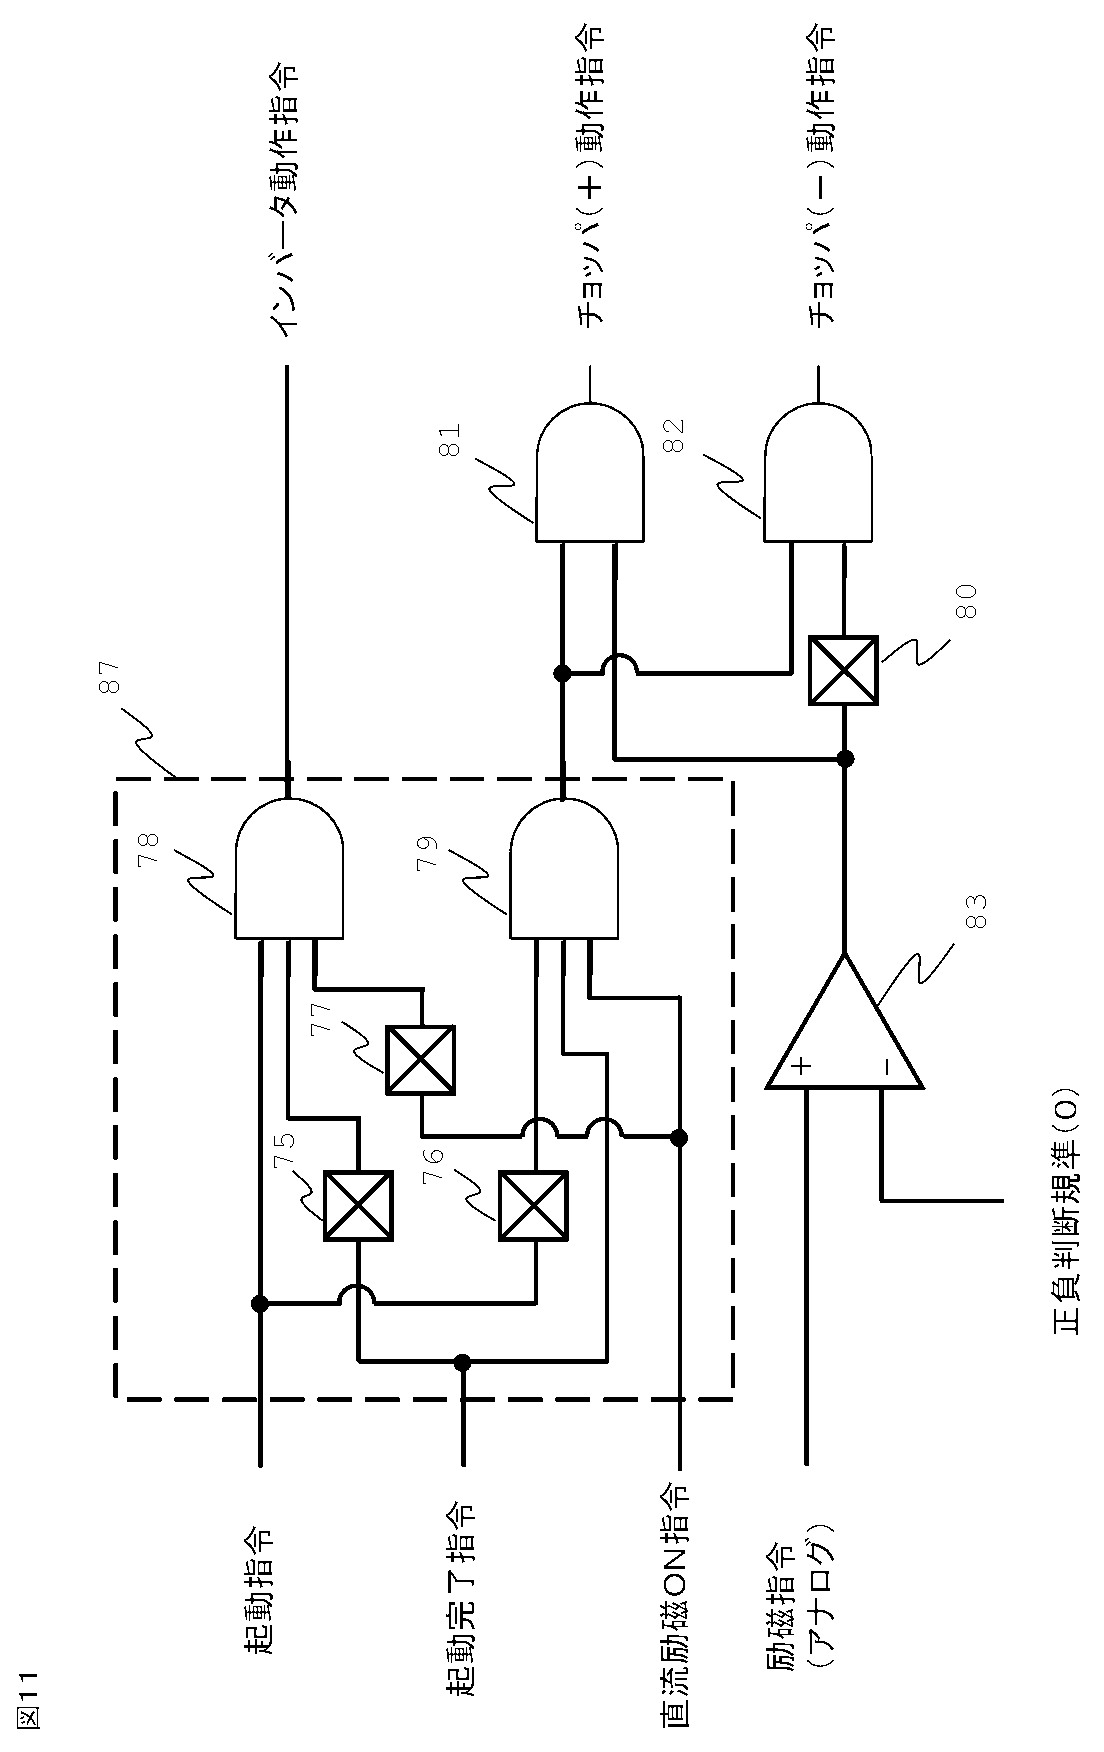 図11
起動指令
起動完了指令
直流励磁ON指令
励磁指令
(アナログ)
正負判断規準(0)
87
75
76
77
78
79
+
−
83
80
81
82
インバータ動作指令
チョッパ(+)動作指令
チョッパ(−)動作指令